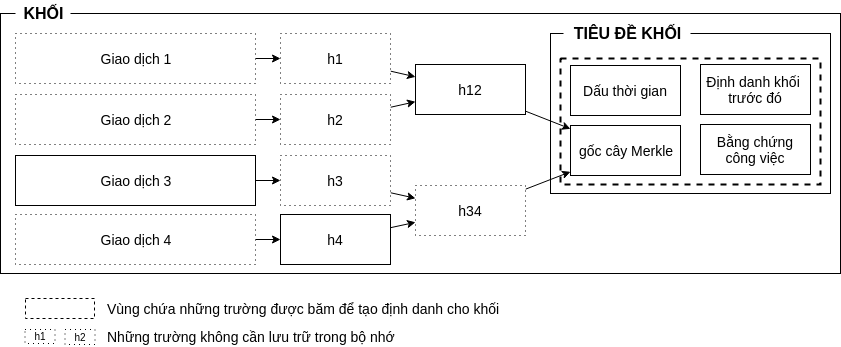 KHỐI
Giao dịch 1
h1
Giao dịch 2
h2
h12
Giao dịch 3
h3
Giao dịch 4
h4
h34
TIÊU ĐỀ KHỐI
Dấu thời gian
Định danh khối
trước đó
gốc cây Merkle
Bằng chứng
công việc
Vùng chứa những trường được băm để tạo định danh cho khối
h1
h2
Những trường không cần lưu trữ trong bộ nhớ